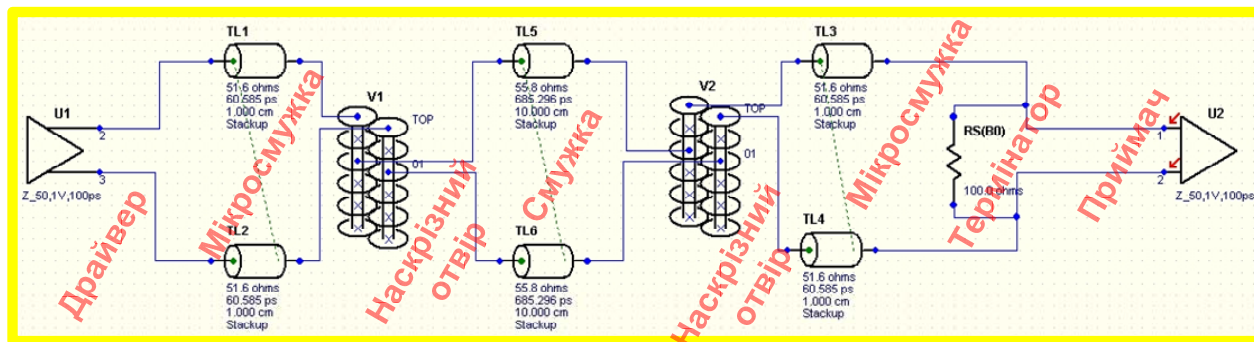 TL1
51.6 ohms
60.585 ps
1.000 cm
Stackup
TL5
55.8 ohms
685.296 ps
10.000 cm
Stackup
TL3
51.6 ohms
60.585 ps
1.000 cm
Stackup
U1
2
3
Z_50,1V,100ps
V1
TOP
01
V2
TOP
01
RS(R0)
100.0 ohms
U2
1
2
Z_50,1V,100ps
TL2
51.6 ohms
60.585 ps
1.000 cm
Stackup
TL6
55.8 ohms
685.296 ps
10.000 cm
Stackup
TL4
51.6 ohms
60.585 ps
1.000 cm
Stackup
Драйвер
Мікросмужка
Наскрізний
отвір
Смужка
Наскрізний
отвір
Мікросмужка
Термінатор
Приймач